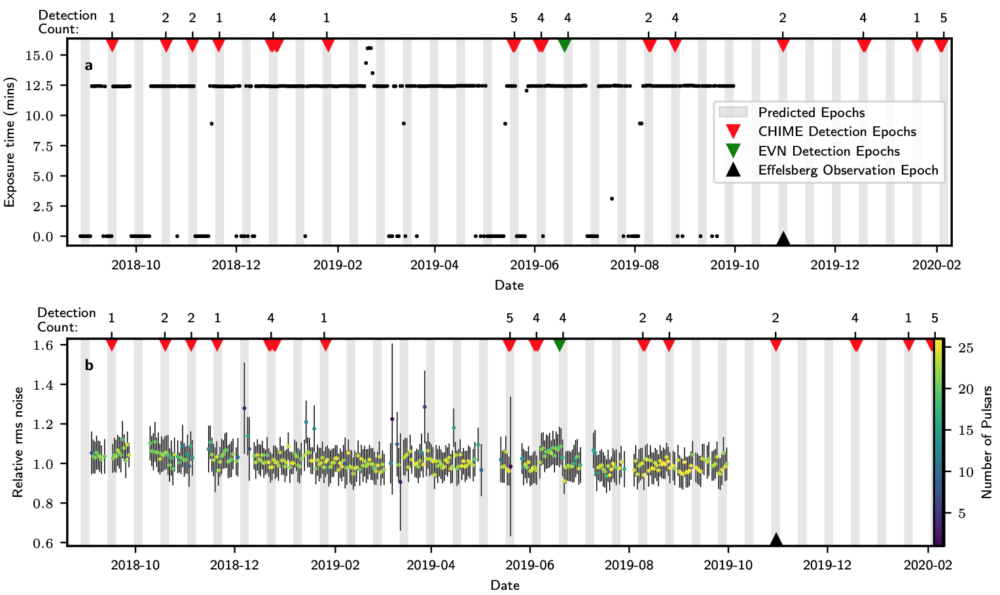 Detection
Count:
1 2 2 1 4 1 5 4 4 2 4 2 4 1 5
a
15.0
12.5
10.0
7.5
5.0
2.5
0.0
Exposure time (mins)
Predicted Epochs
CHIME Detection Epochs
EVN Detection Epochs
Effelsberg Observation Epoch
2018-10 2018-12 2019-02 2019-04 2019-06 2019-08 2019-10 2019-12 2020-02
Date
Detection
Count:
1 2 2 1 4 1 5 4 4 2 4 2 4 1 5
b
1.6
1.4
1.2
1.0
0.8
0.6
Relative rms noise
25
20
15
10
5
Number of Pulsars
2018-10 2018-12 2019-02 2019-04 2019-06 2019-08 2019-10 2019-12 2020-02
Date